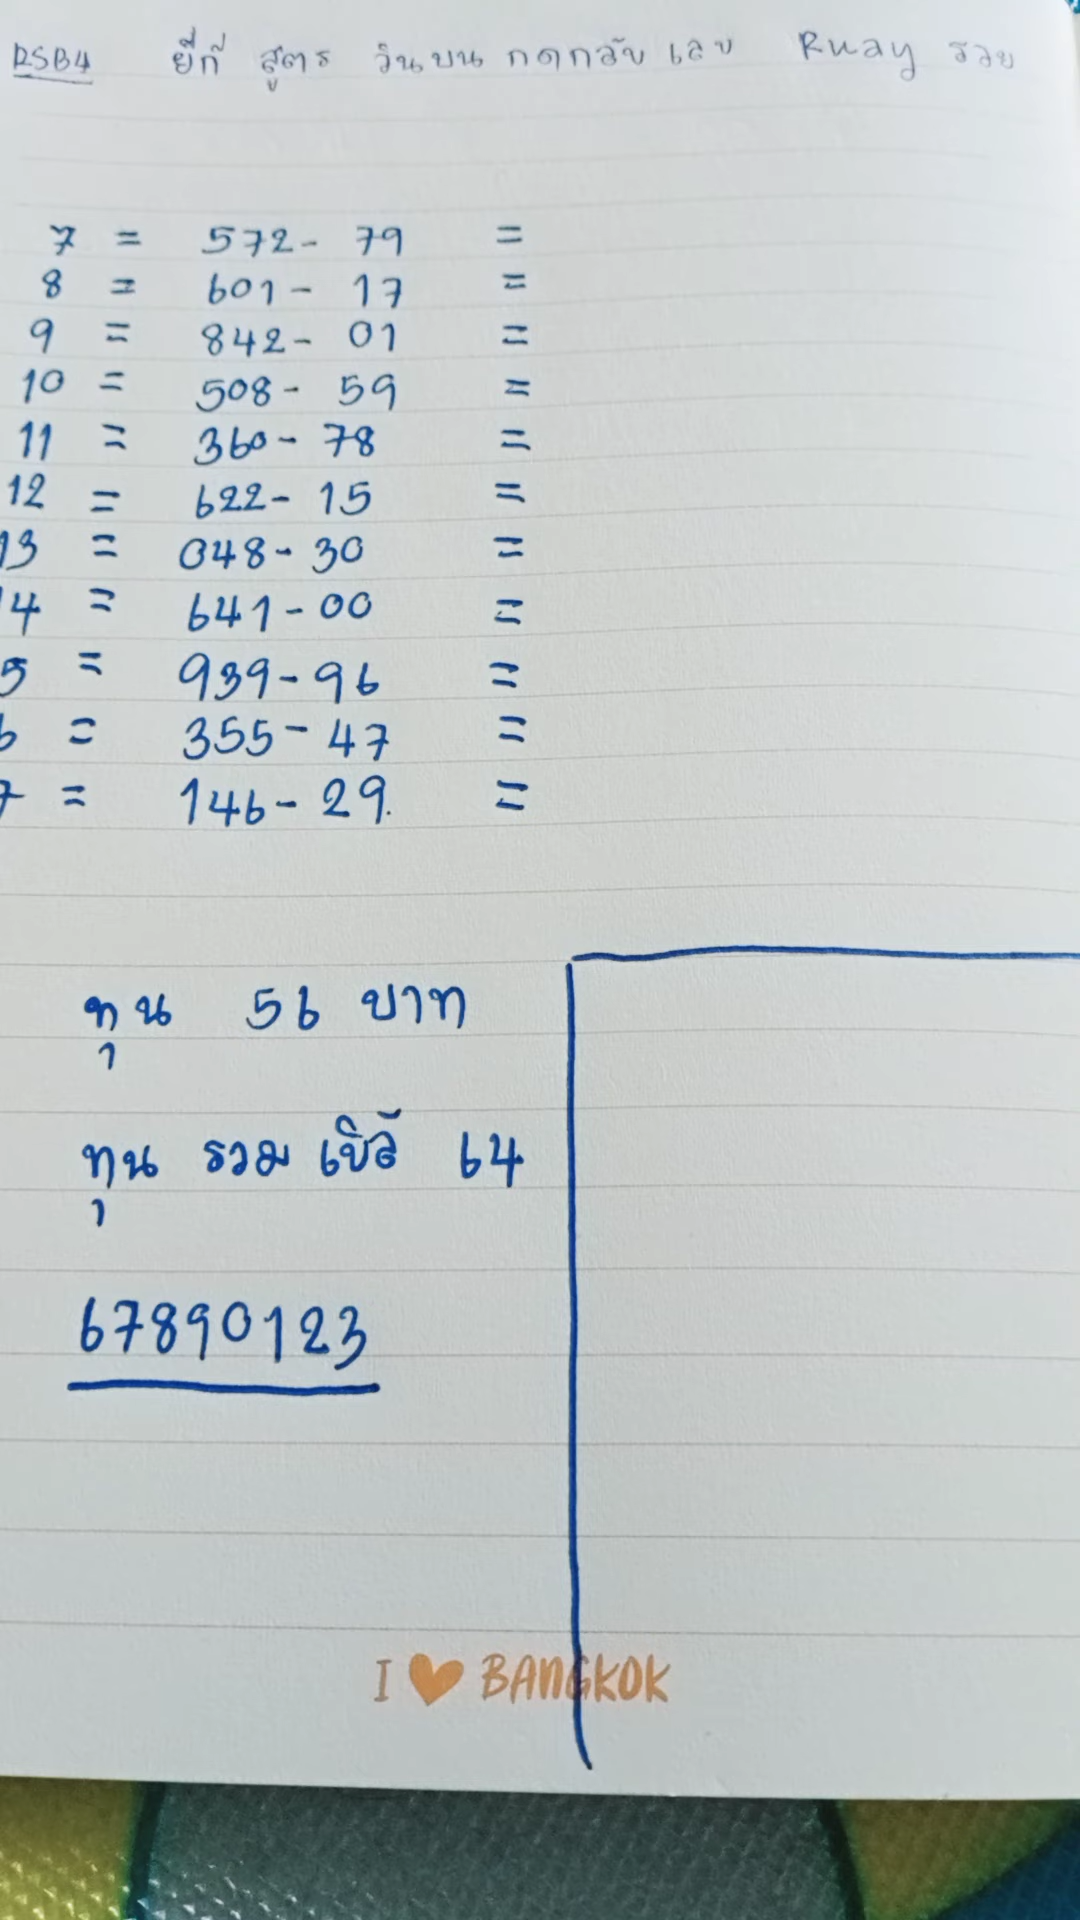 RSB4 ยี่กี่ สูตร วินบน กดกลับ เลข Ruay รวย
7 = 572 - 79 =
8 = 601 - 17 =
9 = 842 - 01 =
10 = 508 - 59 =
11 = 360 - 78 =
12 = 622 - 15 =
13 = 048 - 30 =
4 = 641 - 00 =
5 = 939 - 96 =
6 = 355 - 47 =
7 = 146 - 29. =
ทุน 56 บาท
ทุน รวม เบิ้ล 64
67890123
I ♥ BANGKOK